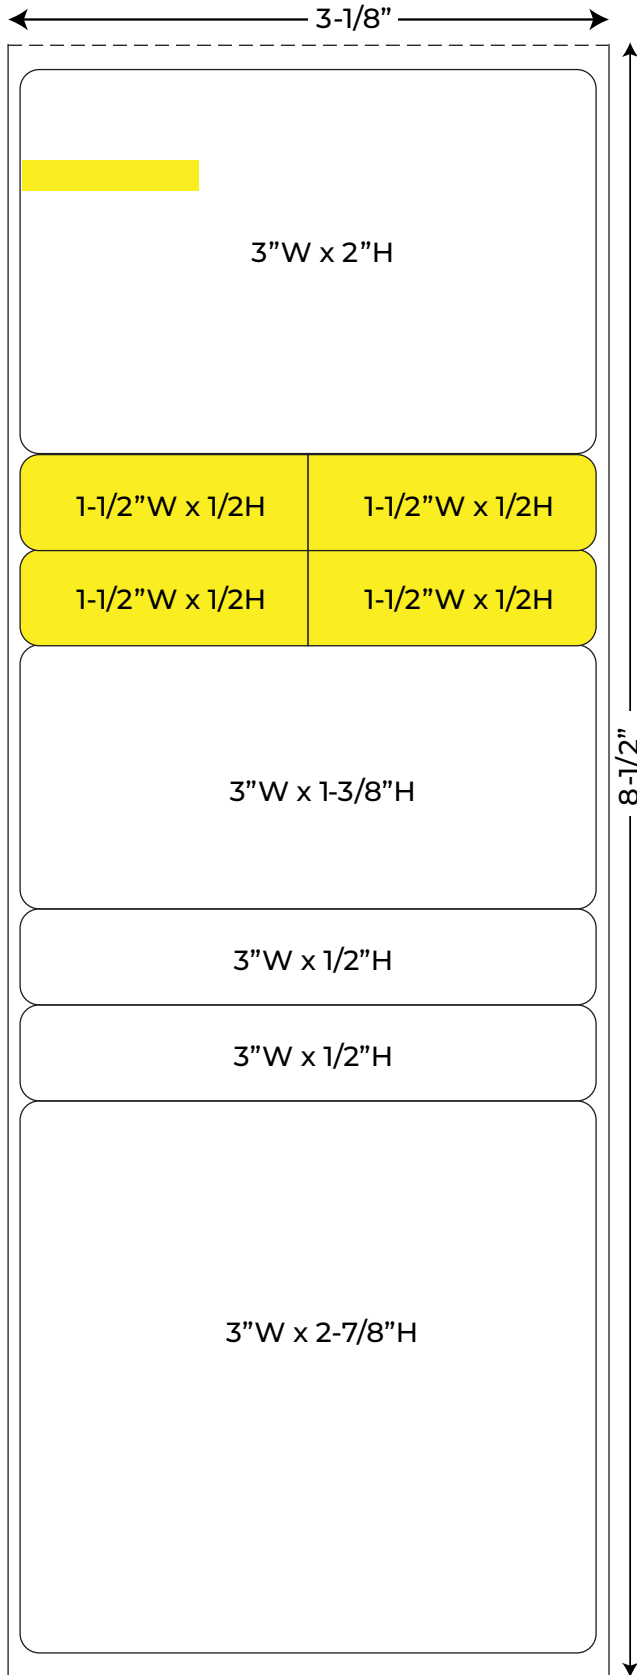 3-1/8”
3”W x 2”H
1-1/2”W x 1/2H
1-1/2”W x 1/2H
1-1/2”W x 1/2H
1-1/2”W x 1/2H
3”W x 1-3/8”H
8-1/2”
3”W x 1/2”H
3”W x 1/2”H
3”W x 2-7/8”H